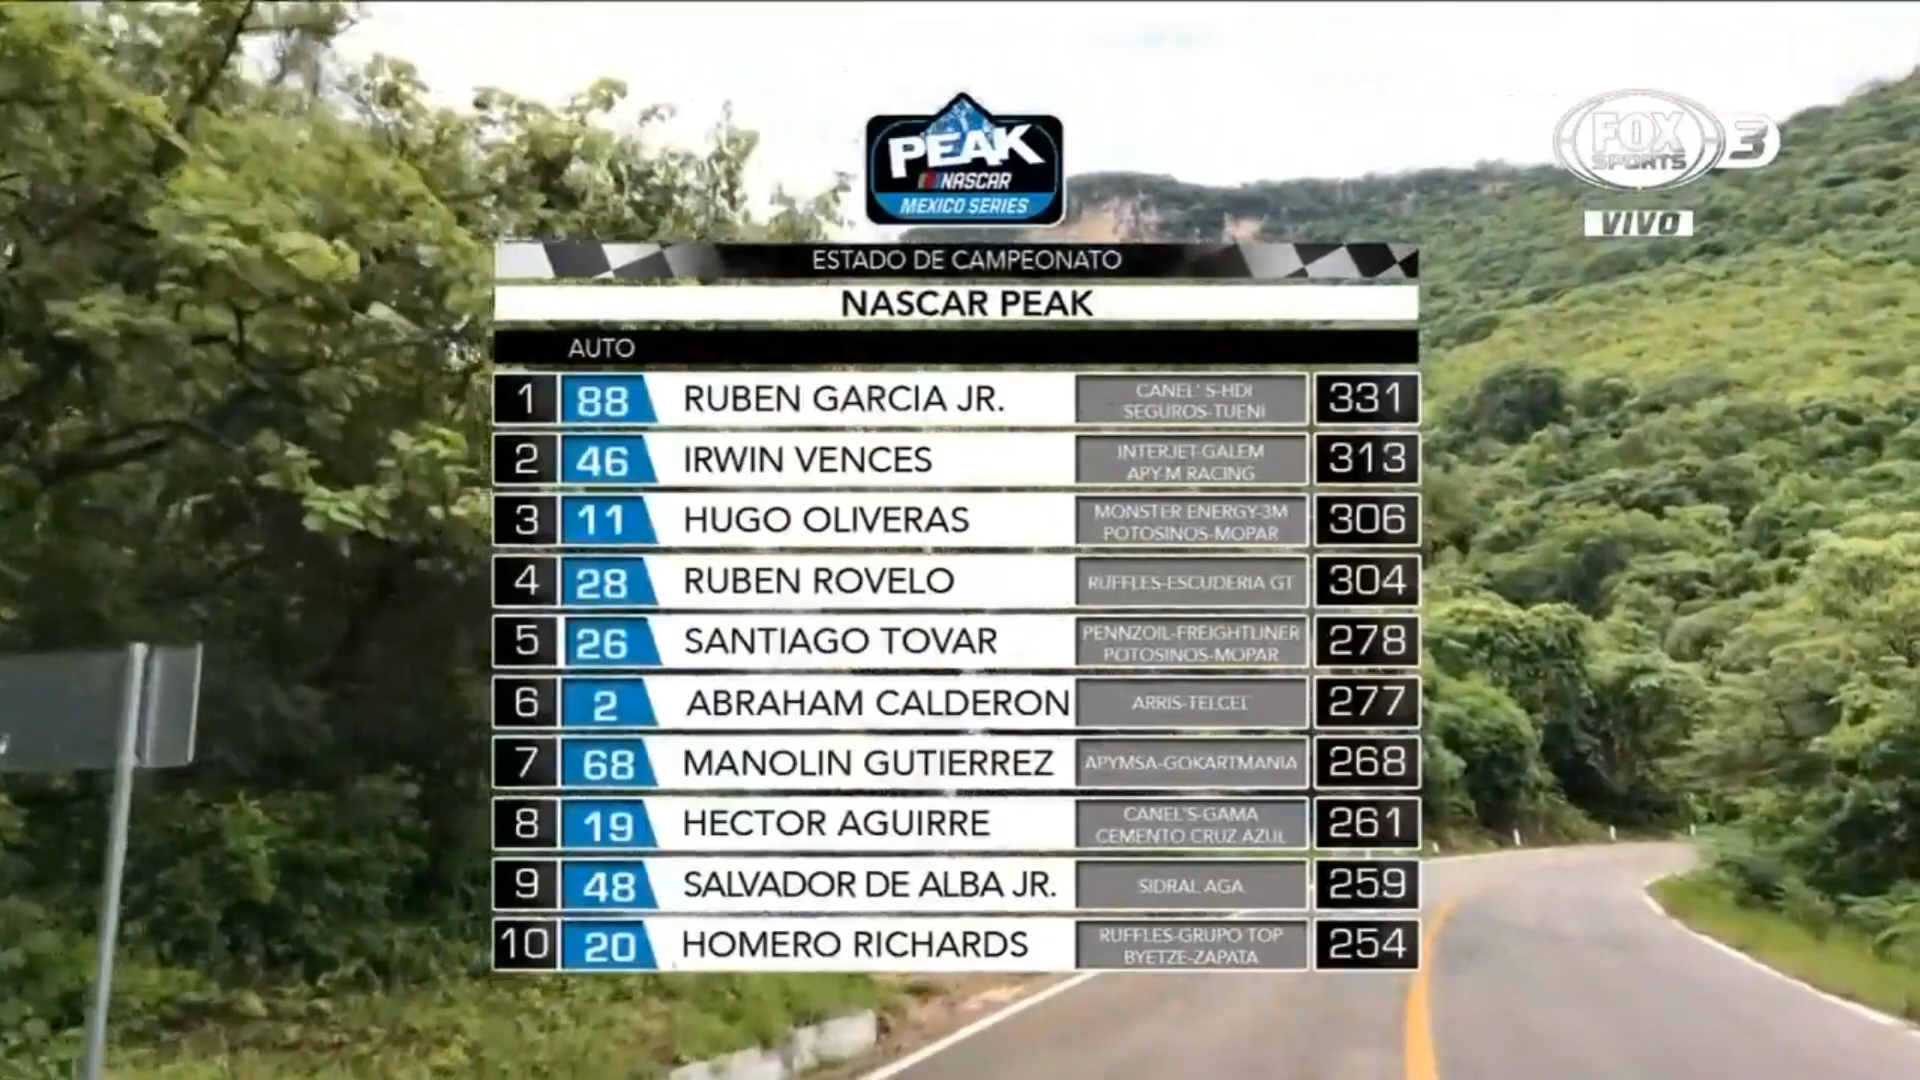 PEAK
NASCAR
MEXICO SERIES
FOX SPORTS 3
VIVO
ESTADO DE CAMPEONATO
NASCAR PEAK
AUTO
1 88 RUBEN GARCIA JR. CANEL'S-HDI SEGUROS-TUENI 331
2 46 IRWIN VENCES INTERJET-GALEM APY-M RACING 313
3 11 HUGO OLIVERAS MONSTER ENERGY-3M POTOSINOS-MOPAR 306
4 28 RUBEN ROVELO RUFFLES-ESCUDERIA GT 304
5 26 SANTIAGO TOVAR PENNZOIL-FREIGHTLINER POTOSINOS-MOPAR 278
6 2 ABRAHAM CALDERON ARRIS-TELCEL 277
7 68 MANOLIN GUTIERREZ APYMSA-GOKARTMANIA 268
8 19 HECTOR AGUIRRE CANEL'S-GAMA CEMENTO CRUZ AZUL 261
9 48 SALVADOR DE ALBA JR. SIDRAL AGA 259
10 20 HOMERO RICHARDS RUFFLES-GRUPO TOP BYETZE-ZAPATA 254